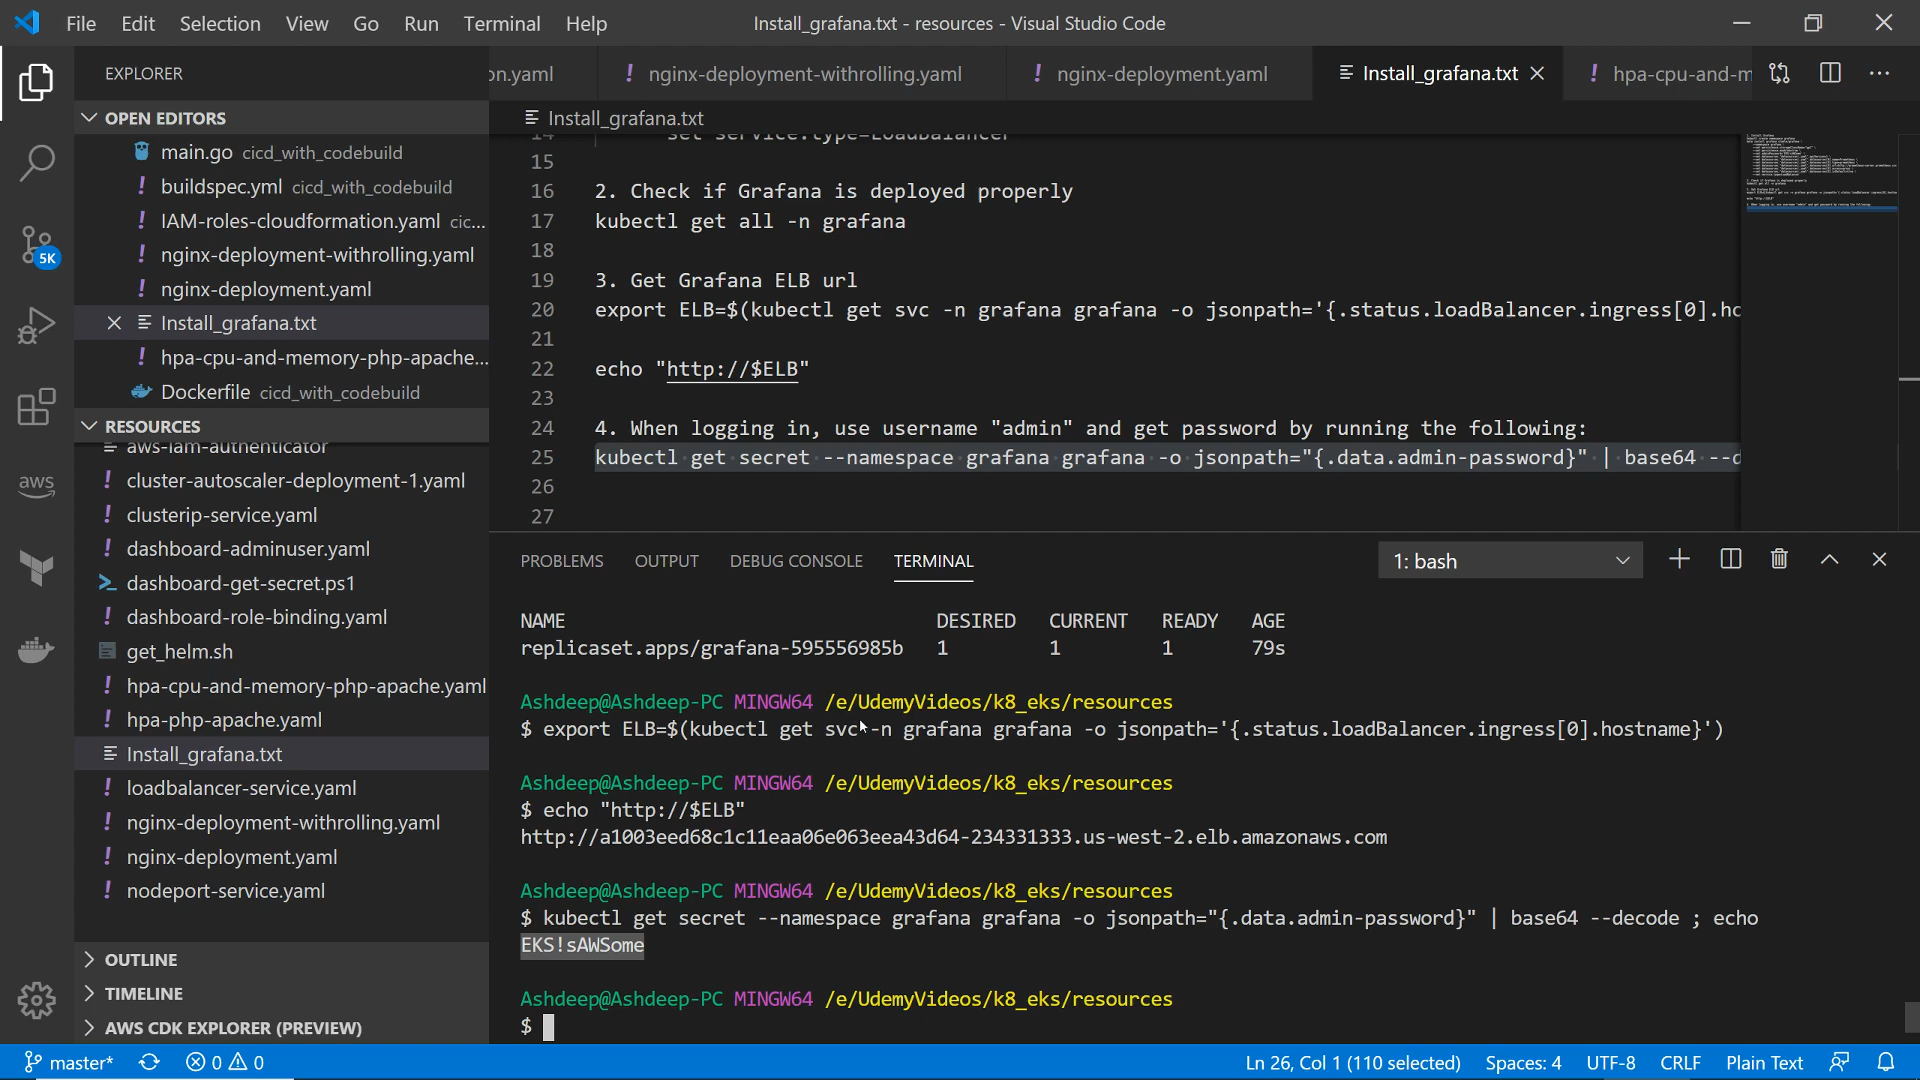 File Edit Selection View Go Run Terminal Help
Install_grafana.txt - resources - Visual Studio Code
EXPLORER
on.yaml
! nginx-deployment-withrolling.yaml
! nginx-deployment.yaml
Install_grafana.txt
! hpa-cpu-and-m
OPEN EDITORS
main.go cicd_with_codebuild
! buildspec.yml cicd_with_codebuild
! IAM-roles-cloudformation.yaml cic...
! nginx-deployment-withrolling.yaml
! nginx-deployment.yaml
Install_grafana.txt
! hpa-cpu-and-memory-php-apache...
Dockerfile cicd_with_codebuild
RESOURCES
aws-iam-authenticator
! cluster-autoscaler-deployment-1.yaml
! clusterip-service.yaml
! dashboard-adminuser.yaml
dashboard-get-secret.ps1
! dashboard-role-binding.yaml
get_helm.sh
! hpa-cpu-and-memory-php-apache.yaml
! hpa-php-apache.yaml
Install_grafana.txt
! loadbalancer-service.yaml
! nginx-deployment-withrolling.yaml
! nginx-deployment.yaml
! nodeport-service.yaml
OUTLINE
TIMELINE
AWS CDK EXPLORER (PREVIEW)
5K
aws
Install_grafana.txt
14 set service.type=LoadBalancer
15
16 2. Check if Grafana is deployed properly
17 kubectl get all -n grafana
18
19 3. Get Grafana ELB url
20 export ELB=$(kubectl get svc -n grafana grafana -o jsonpath='{.status.loadBalancer.ingress[0].ho
21
22 echo "http://$ELB"
23
24 4. When logging in, use username "admin" and get password by running the following:
25 kubectl get secret --namespace grafana grafana -o jsonpath="{.data.admin-password}" | base64 --d
26
27
PROBLEMS OUTPUT DEBUG CONSOLE TERMINAL
1: bash
NAME DESIRED CURRENT READY AGE
replicaset.apps/grafana-595556985b 1 1 1 79s
Ashdeep@Ashdeep-PC MINGW64 /e/UdemyVideos/k8_eks/resources
$ export ELB=$(kubectl get svc -n grafana grafana -o jsonpath='{.status.loadBalancer.ingress[0].hostname}')
Ashdeep@Ashdeep-PC MINGW64 /e/UdemyVideos/k8_eks/resources
$ echo "http://$ELB"
http://a1003eed68c1c11eaa06e063eea43d64-234331333.us-west-2.elb.amazonaws.com
Ashdeep@Ashdeep-PC MINGW64 /e/UdemyVideos/k8_eks/resources
$ kubectl get secret --namespace grafana grafana -o jsonpath="{.data.admin-password}" | base64 --decode ; echo
EKS!sAWSome
Ashdeep@Ashdeep-PC MINGW64 /e/UdemyVideos/k8_eks/resources
$
master* 0 0
Ln 26, Col 1 (110 selected) Spaces: 4 UTF-8 CRLF Plain Text